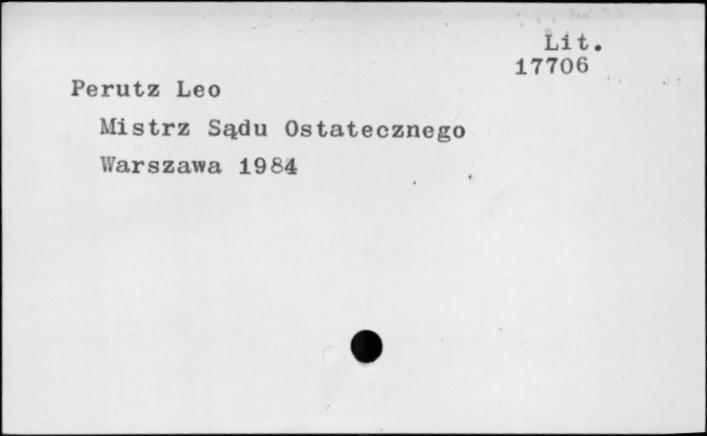 Lit.
17706
Perutz Leo
Mistrz Sądu Ostatecznego
Warszawa 1984